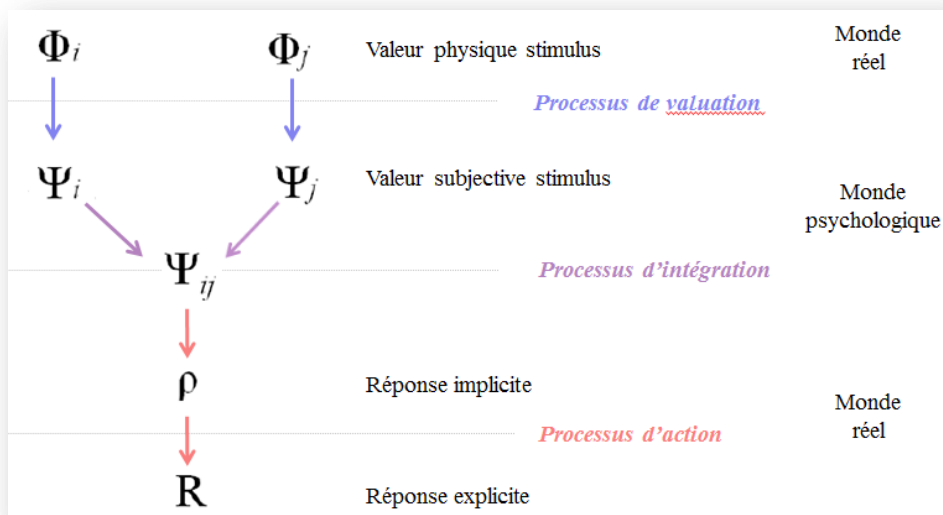 Φi Φj Valeur physique stimulus Monde
réel
Processus de valuation
Ψi Ψj Valeur subjective stimulus Monde
psychologique
Ψij Processus d'intégration
ρ Réponse implicite Monde
réel
Processus d'action
R Réponse explicite